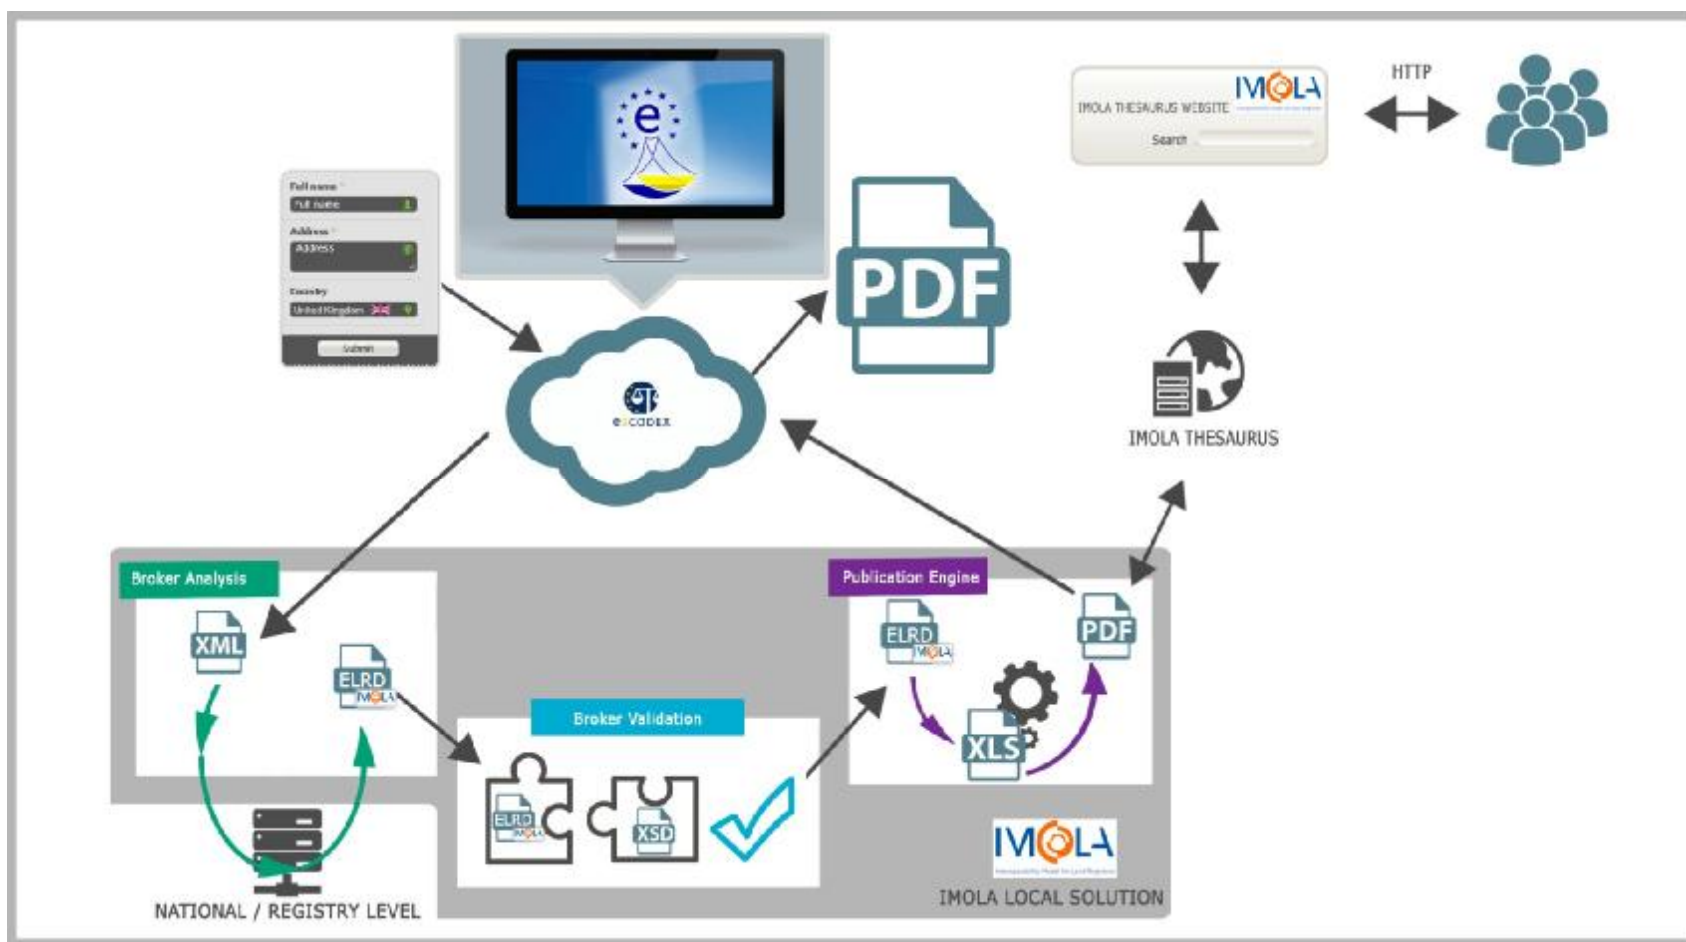 IMOLA
HTTP
IMOLA THESAURUS WEBSITE
Search
e
Full name *
Full name
Address *
Address
Country
United Kingdom
Submit
PDF
e-CODEX
IMOLA THESAURUS
Broker Analysis
Publication Engine
XML
ELRD
IMOLA
ELRD
IMOLA
PDF
Broker Validation
XLS
ELRD
IMOLA
XSD
IMOLA
NATIONAL / REGISTRY LEVEL
IMOLA LOCAL SOLUTION